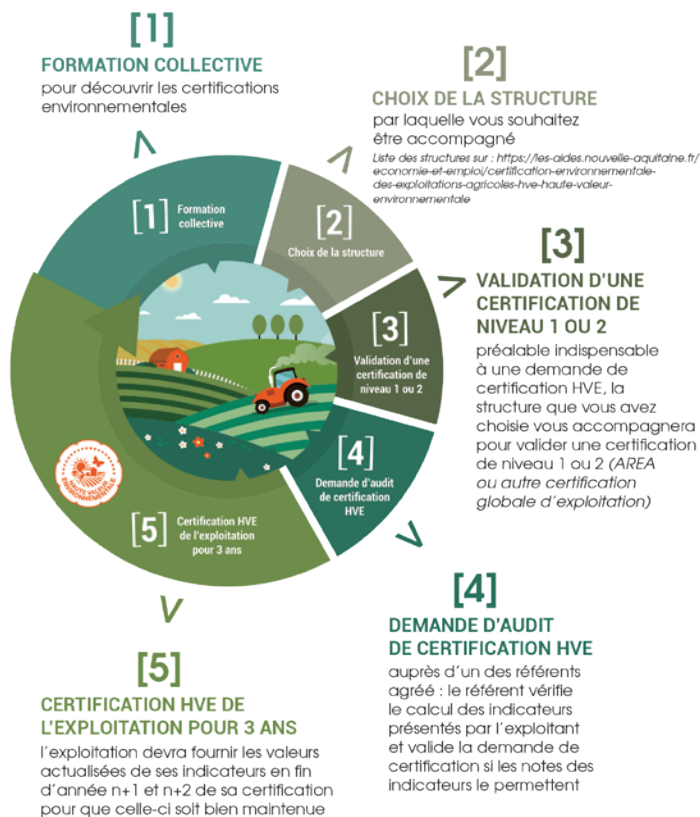 [1]
FORMATION COLLECTIVE
pour découvrir les certifications
environnementales
[2]
CHOIX DE LA STRUCTURE
par laquelle vous souhaitez
être accompagné
Liste des structures sur : https://les-aides.nouvelle-aquitaine.fr/
economie-et-emploi/certification-environnementale-
des-exploitations-agricoles-hve-haute-valeur-
environnementale
[1] Formation
collective
[2]
Choix de la structure
[3]
Validation d'une
certification de
niveau 1 ou 2
[4]
Demande d'audit
de certification
HVE
[5] Certification HVE
de l'exploitation
pour 3 ans
HAUTE VALEUR
ENVIRONNEMENTALE
[3]
VALIDATION D'UNE
CERTIFICATION DE
NIVEAU 1 OU 2
préalable indispensable
à une demande de
certification HVE, la
structure que vous avez
choisie vous accompagnera
pour valider une certification
de niveau 1 ou 2 (AREA
ou autre certification
globale d'exploitation)
[4]
DEMANDE D'AUDIT
DE CERTIFICATION HVE
auprès d'un des référents
agréé : le référent vérifie
le calcul des indicateurs
présentés par l'exploitant
et valide la demande de
certification si les notes des
indicateurs le permettent
[5]
CERTIFICATION HVE DE
L'EXPLOITATION POUR 3 ANS
l'exploitation devra fournir les valeurs
actualisées de ses indicateurs en fin
d'année n+1 et n+2 de sa certification
pour que celle-ci soit bien maintenue